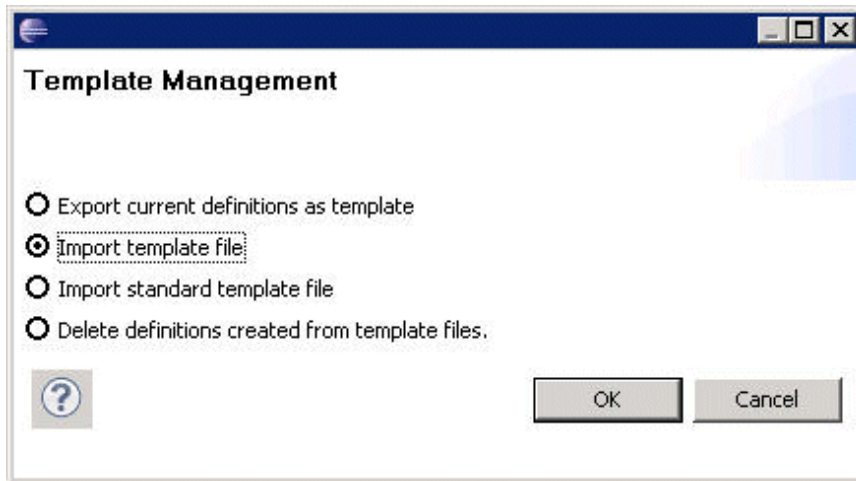 Template Management
Export current definitions as template
Import template file
Import standard template file
Delete definitions created from template files.
?
OK Cancel